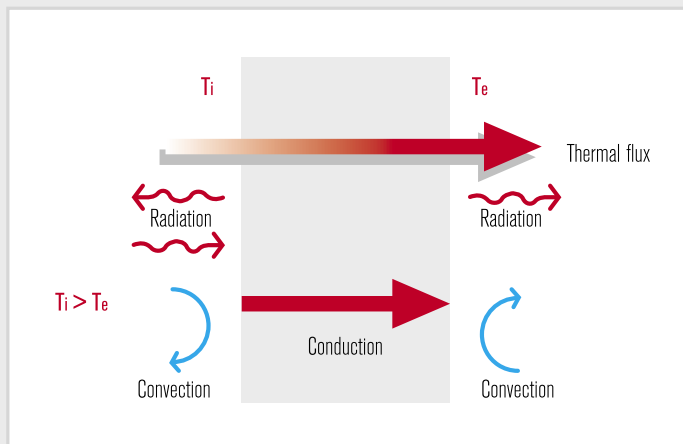 Ti
Te
Thermal flux
Radiation
Radiation
Ti > Te
Conduction
Convection
Convection